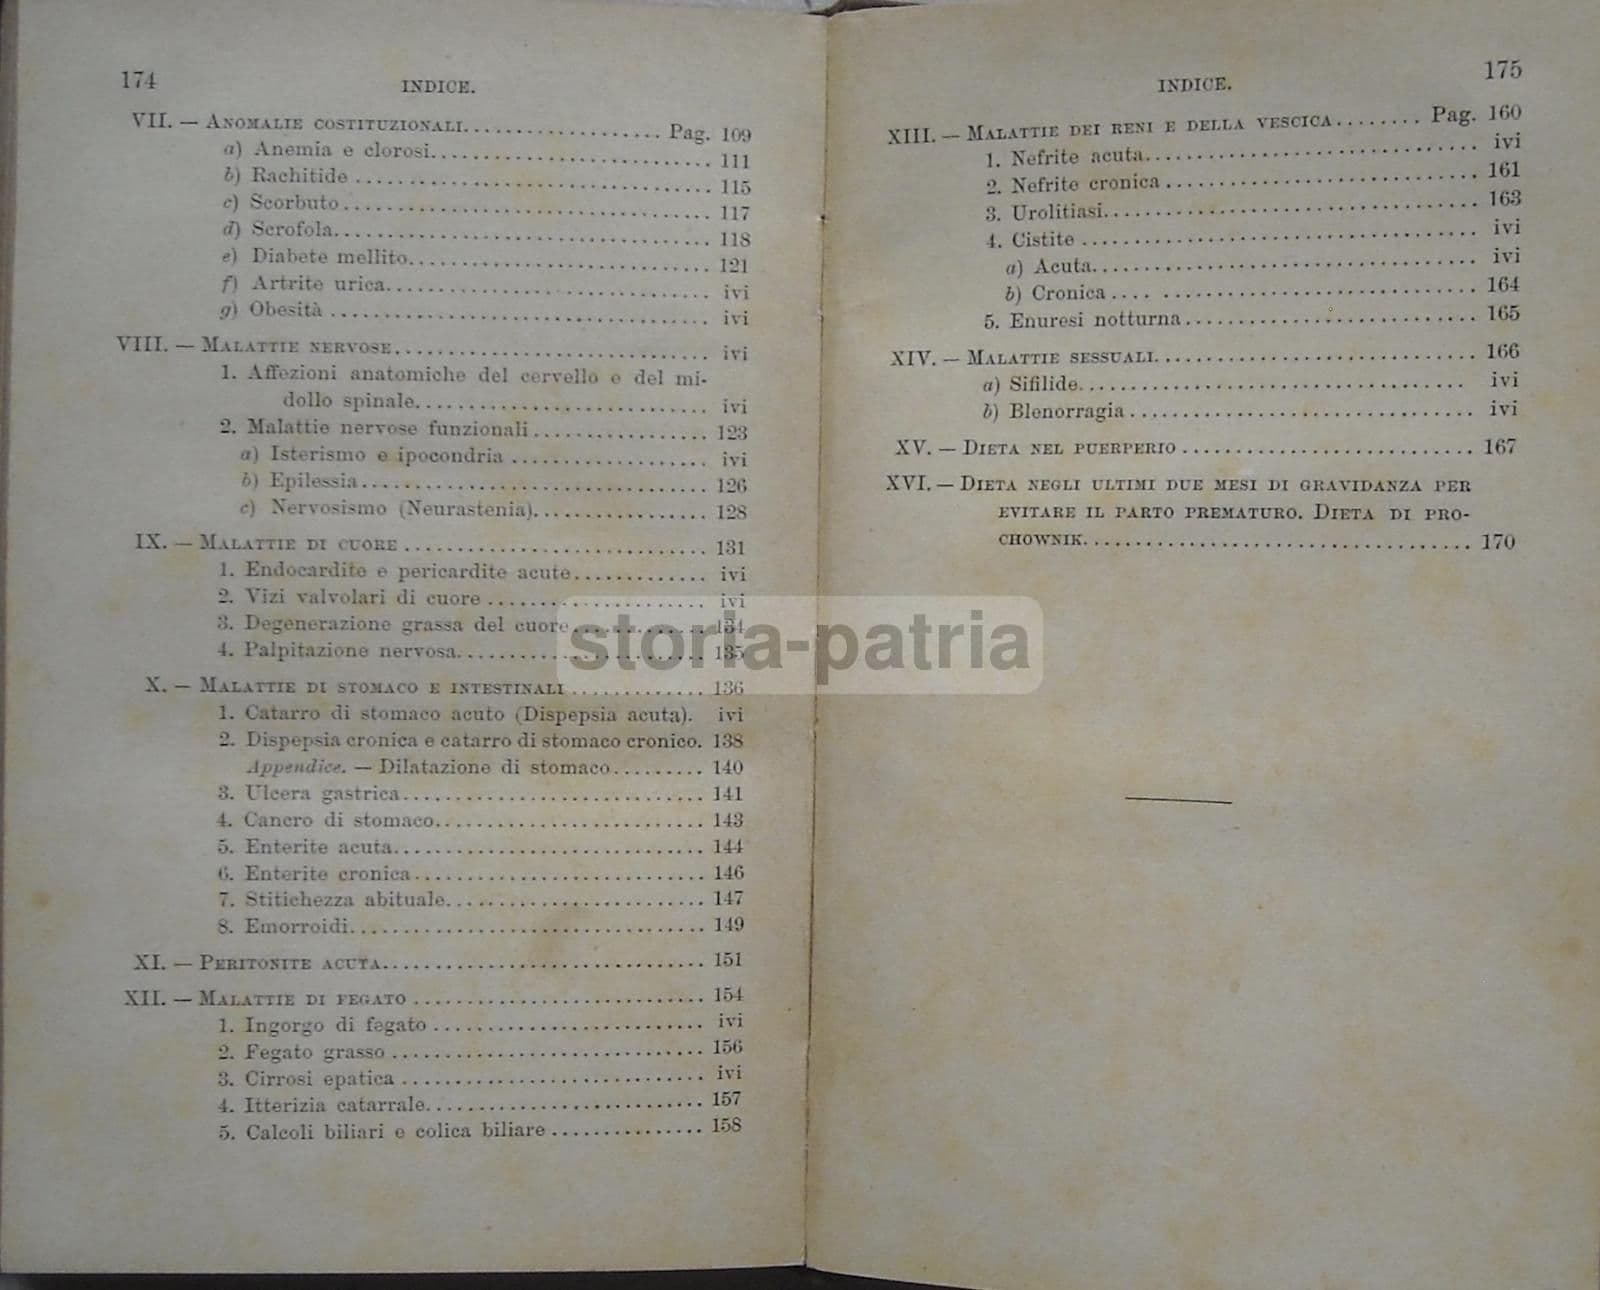 174
INDICE.
VII. — ANOMALIE COSTITUZIONALI................... Pag. 109
a) Anemia e clorosi........................... 111
b) Rachitide ................................. 115
c) Scorbuto................................... 117
d) Scrofola................................... 118
e) Diabete mellito............................ 121
f) Artrite urica.............................. ivi
g) Obesità ................................... ivi
VIII. — MALATTIE NERVOSE.............................. ivi
1. Affezioni anatomiche del cervello e del mi-
dollo spinale............................. ivi
2. Malattie nervose funzionali................. 123
a) Isterismo e ipocondria ................... ivi
b) Epilessia................................. 126
c) Nervosismo (Neurastenia).................. 128
IX. — MALATTIE DI CUORE ............................. 131
1. Endocardite e pericardite acute............. ivi
2. Vizi valvolari di cuore ..................... ivi
3. Degenerazione grassa del cuore............. 134
4. Palpitazione nervosa........................ 135
X. — MALATTIE DI STOMACO E INTESTINALI ............. 136
1. Catarro di stomaco acuto (Dispepsia acuta). ivi
2. Dispepsia cronica e catarro di stomaco cronico. 138
Appendice. — Dilatazione di stomaco......... 140
3. Ulcera gastrica............................. 141
4. Cancro di stomaco.......................... 143
5. Enterite acuta.............................. 144
6. Enterite cronica............................ 146
7. Stitichezza abituale......................... 147
8. Emorroidi.................................. 149
XI. — PERITONITE ACUTA............................... 151
XII. — MALATTIE DI FEGATO ............................ 154
1. Ingorgo di fegato .......................... ivi
2. Fegato grasso .............................. 156
3. Cirrosi epatica ............................. ivi
4. Itterizia catarrale........................... 157
5. Calcoli biliari e colica biliare ............... 158
175
INDICE.
XIII. — MALATTIE DEI RENI E DELLA VESCICA........ Pag. 160
1. Nefrite acuta................................ ivi
2. Nefrite cronica .............................. 161
3. Urolitiasi.................................... 163
4. Cistite ...................................... ivi
a) Acuta..................................... ivi
b) Cronica .... .............................. 164
5. Enuresi notturna............................ 165
XIV. — MALATTIE SESSUALI............................... 166
a) Sifilide..................................... ivi
b) Blenorragia ................................. ivi
XV. — DIETA NEL PUERPERIO ............................ 167
XVI. — DIETA NEGLI ULTIMI DUE MESI DI GRAVIDANZA PER
EVITARE IL PARTO PREMATURO. DIETA DI PRO-
CHOWNIK...................................... 170
storia-patria